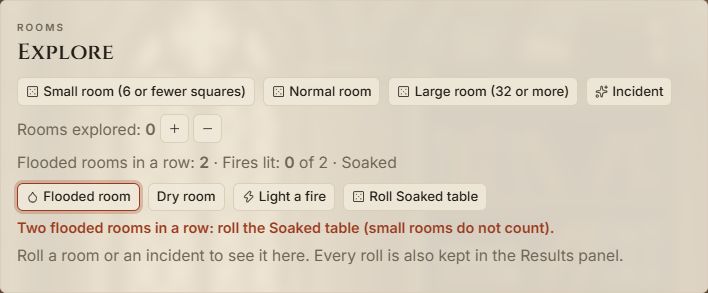 ROOMS
EXPLORE
Small room (6 or fewer squares) Normal room Large room (32 or more) Incident
Rooms explored: 0 + −
Flooded rooms in a row: 2 · Fires lit: 0 of 2 · Soaked
Flooded room Dry room Light a fire Roll Soaked table
Two flooded rooms in a row: roll the Soaked table (small rooms do not count).
Roll a room or an incident to see it here. Every roll is also kept in the Results panel.